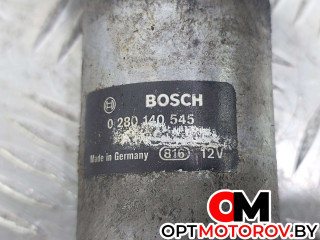 BOSCH
0 280 140 545
Made in Germany 816 12V
OM
OPTMOTOROV.BY